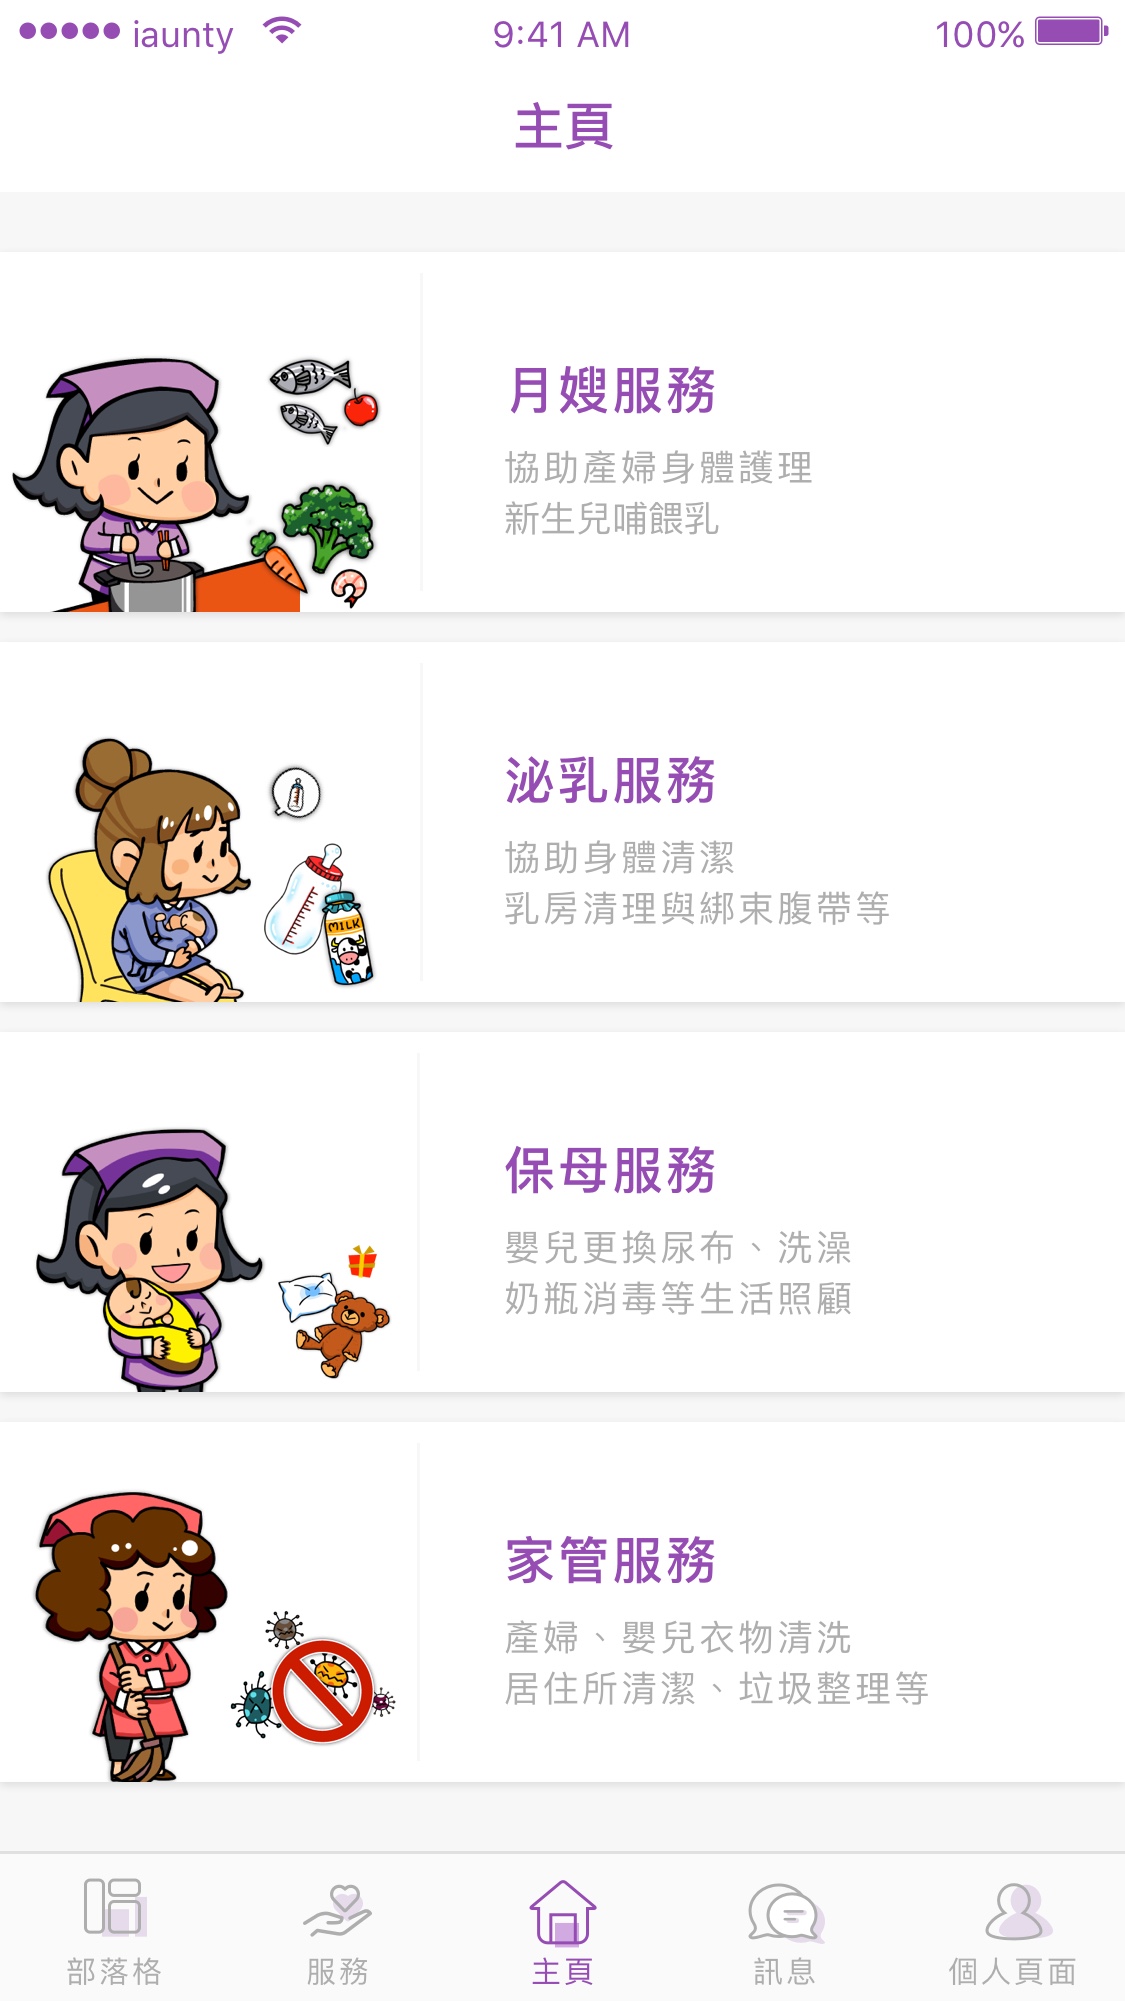 iaunty
9:41 AM
100%
主頁
月嫂服務
協助產婦身體護理
新生兒哺餵乳
泌乳服務
協助身體清潔
乳房清理與綁束腹帶等
MILK
保母服務
嬰兒更換尿布、洗澡
奶瓶消毒等生活照顧
家管服務
產婦、嬰兒衣物清洗
居住所清潔、垃圾整理等
部落格
服務
主頁
訊息
個人頁面